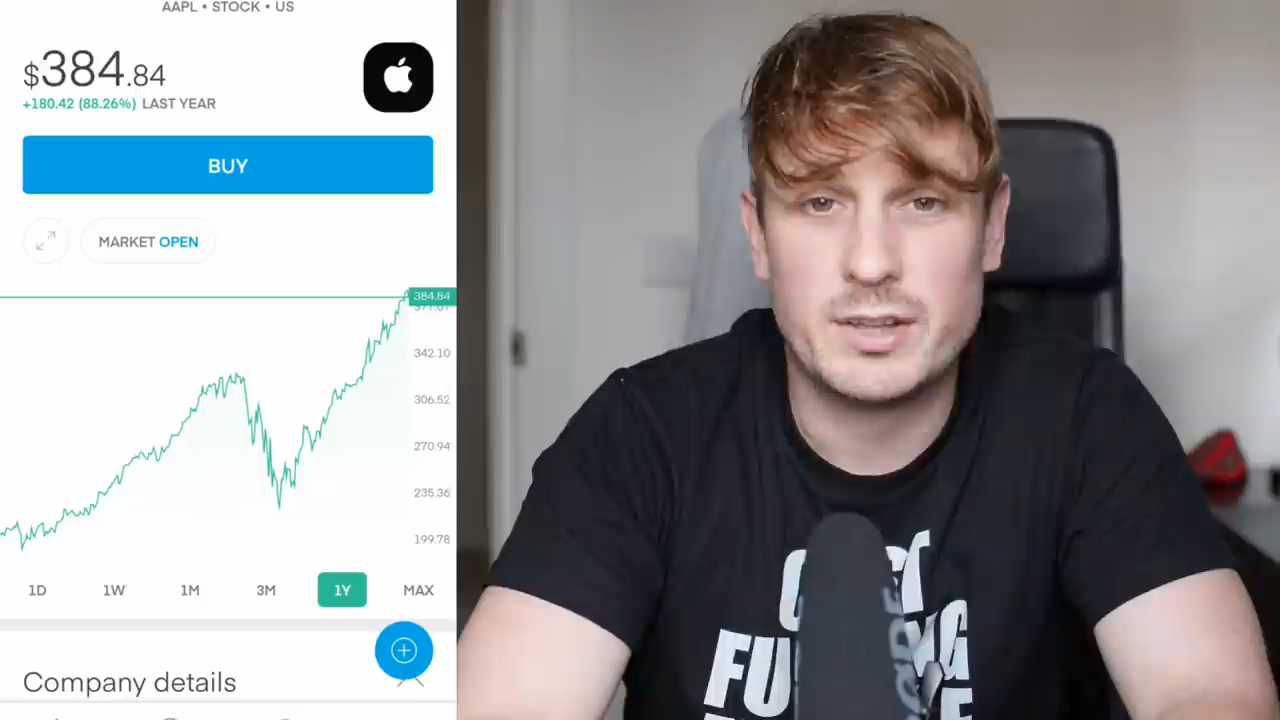 AAPL • STOCK • US
$384.84
+180.42 (88.26%) LAST YEAR
BUY
MARKET OPEN
384.84
342.10
306.52
270.94
235.36
199.78
1D 1W 1M 3M 1Y MAX
Company details